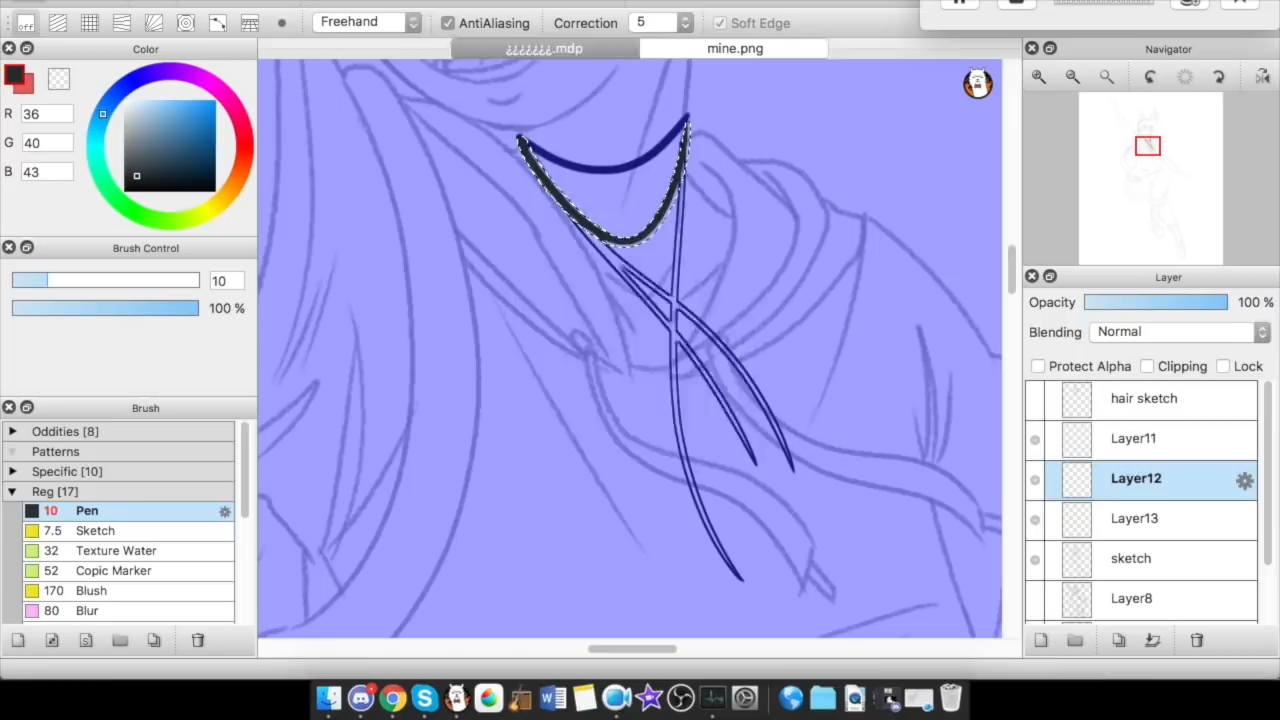 off
Freehand
AntiAliasing
Correction
5
Soft Edge
Color
¿¿¿¿¿¿¿.mdp
mine.png
Navigator
R
36
G
40
B
43
Brush Control
10
100 %
Layer
Opacity
100 %
Blending
Normal
Protect Alpha
Clipping
Lock
Brush
Oddities [8]
Patterns
Specific [10]
Reg [17]
10 Pen
7.5 Sketch
32 Texture Water
52 Copic Marker
170 Blush
80 Blur
hair sketch
Layer11
Layer12
Layer13
sketch
Layer8